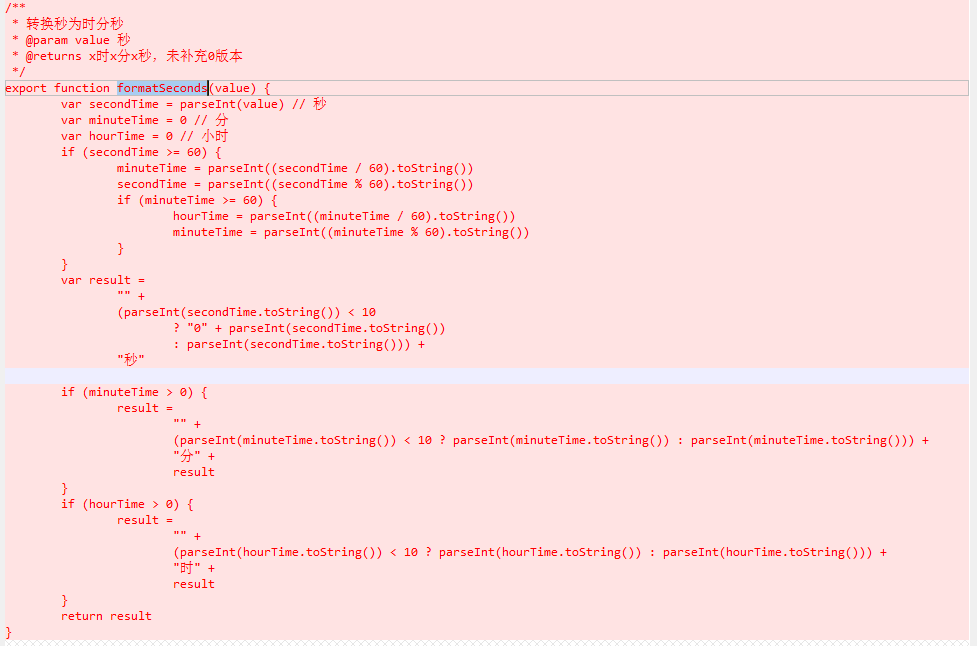 /**
 * 转换秒为时分秒
 * @param value 秒
 * @returns x时x分x秒，未补充0版本
 */
export function formatSeconds(value) {
        var secondTime = parseInt(value) // 秒
        var minuteTime = 0 // 分
        var hourTime = 0 // 小时
        if (secondTime >= 60) {
                minuteTime = parseInt((secondTime / 60).toString())
                secondTime = parseInt((secondTime % 60).toString())
                if (minuteTime >= 60) {
                        hourTime = parseInt((minuteTime / 60).toString())
                        minuteTime = parseInt((minuteTime % 60).toString())
                }
        }
        var result =
                "" +
                (parseInt(secondTime.toString()) < 10
                        ? "0" + parseInt(secondTime.toString())
                        : parseInt(secondTime.toString())) +
                "秒"

        if (minuteTime > 0) {
                result =
                        "" +
                        (parseInt(minuteTime.toString()) < 10 ? parseInt(minuteTime.toString()) : parseInt(minuteTime.toString())) +
                        "分" +
                        result
        }
        if (hourTime > 0) {
                result =
                        "" +
                        (parseInt(hourTime.toString()) < 10 ? parseInt(hourTime.toString()) : parseInt(hourTime.toString())) +
                        "时" +
                        result
        }
        return result
}